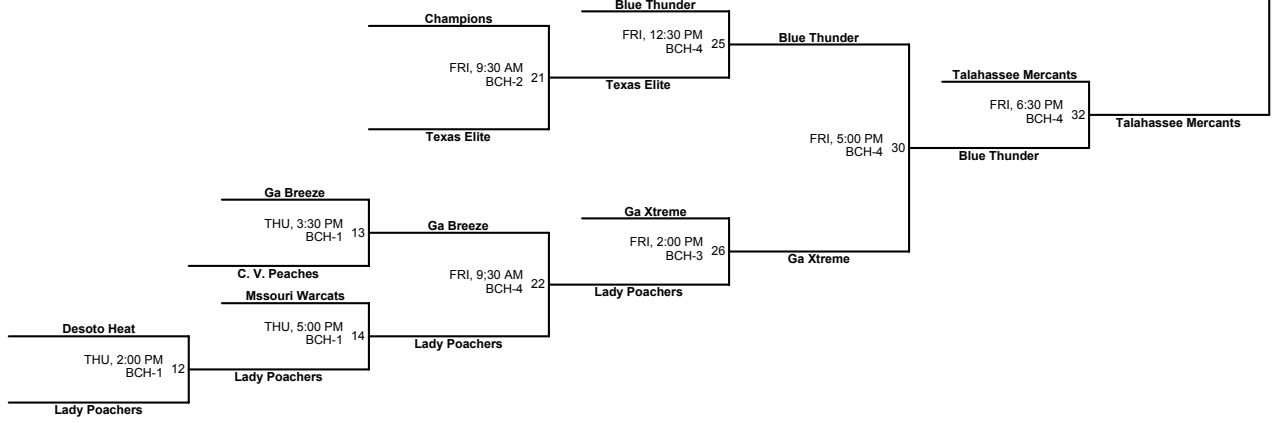 Blue Thunder
Champions
FRI, 12:30 PM
BCH-4 25
Blue Thunder
FRI, 9:30 AM
BCH-2 21
Texas Elite
Talahassee Mercants
FRI, 6:30 PM
BCH-4 32
Talahassee Mercants
Texas Elite
FRI, 5:00 PM
BCH-4 30
Blue Thunder
Ga Breeze
THU, 3:30 PM
BCH-1 13
Ga Breeze
Ga Xtreme
FRI, 2:00 PM
BCH-3 26
Ga Xtreme
C. V. Peaches
FRI, 9;30 AM
BCH-4 22
Lady Poachers
Mssouri Warcats
THU, 5:00 PM
BCH-1 14
Lady Poachers
Desoto Heat
THU, 2:00 PM
BCH-1 12
Lady Poachers
Lady Poachers